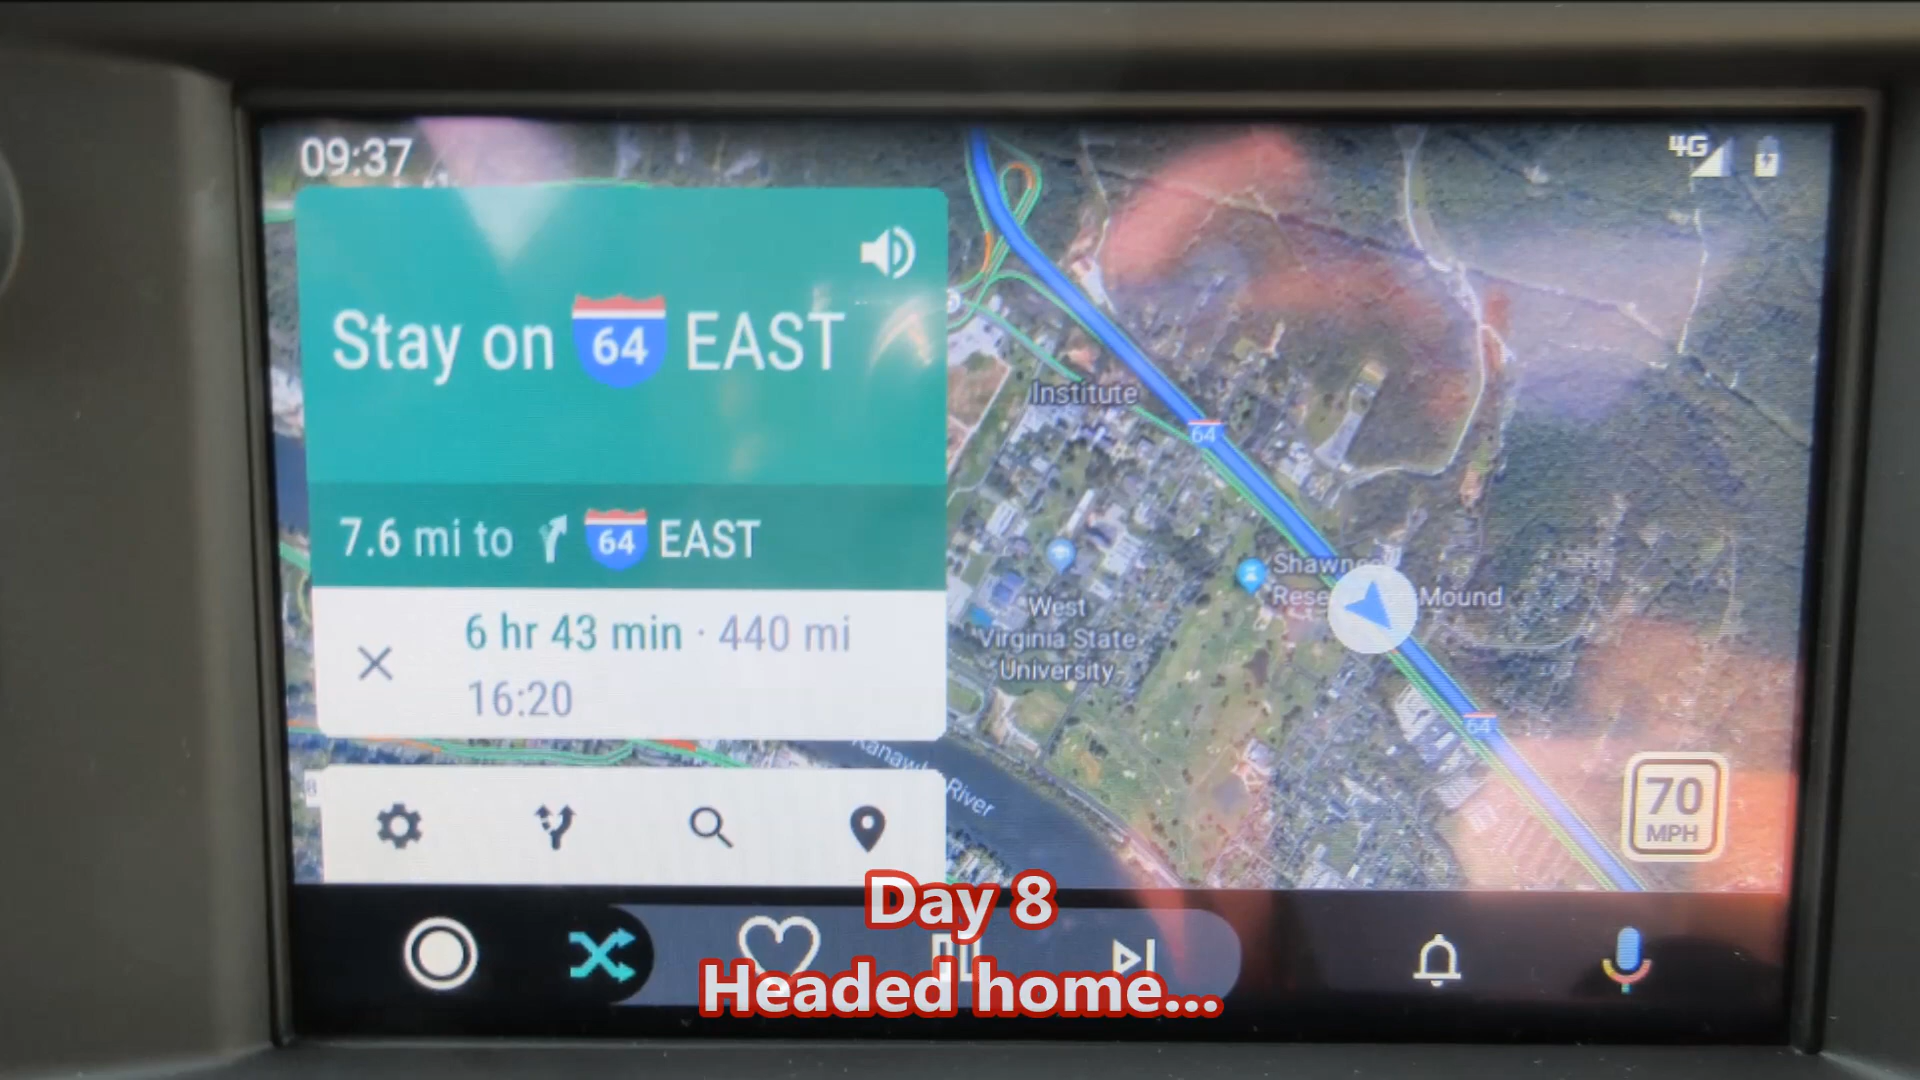 09:37
4G
Stay on 64 EAST
7.6 mi to 64 EAST
6 hr 43 min · 440 mi
16:20
Institute
64
West
Virginia State
University
Mound
64
River
70
MPH
Day 8
Headed home...